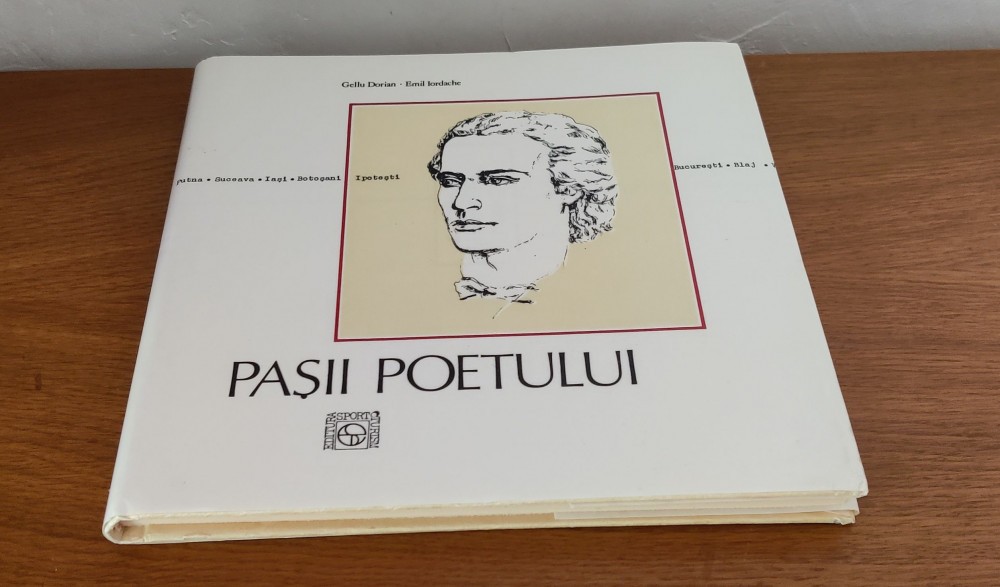 Gellu Dorian · Emil Iordache
Putna • Suceava • Iaşi • Botoşani Ipoteşti Bucureşti • Blaj •
PAŞII POETULUI
EDITURA SPORT TURISM